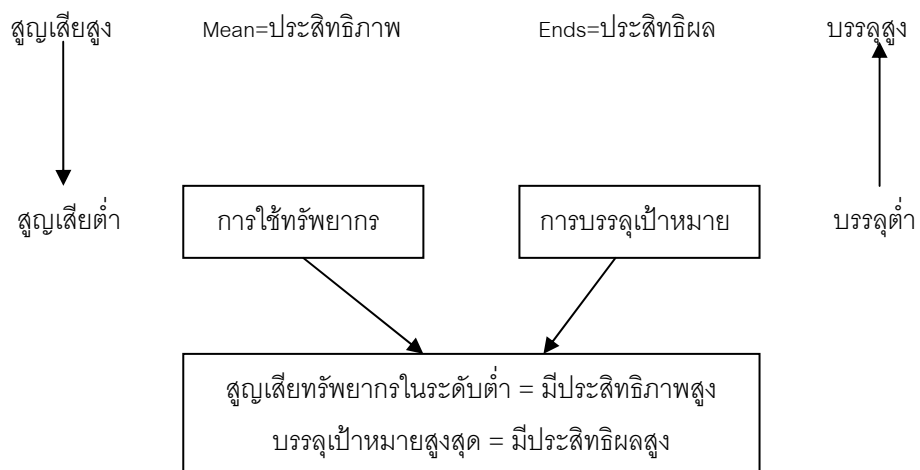 สูญเสียสูง Mean=ประสิทธิภาพ Ends=ประสิทธิผล บรรลุสูง
สูญเสียต่ำ การใช้ทรัพยากร การบรรลุเป้าหมาย บรรลุต่ำ
สูญเสียทรัพยากรในระดับต่ำ = มีประสิทธิภาพสูง
บรรลุเป้าหมายสูงสุด = มีประสิทธิผลสูง